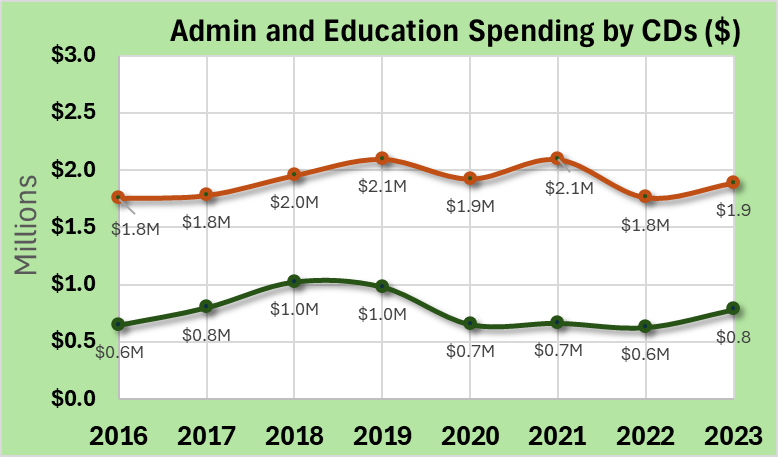 Admin and Education Spending by CDs ($)
$3.0
$2.5
$2.0
$1.5
$1.0
$0.5
$0.0
Millions
$1.8M
$1.8M
$2.0M
$2.1M
$1.9M
$2.1M
$1.8M
$1.9
$0.6M
$0.8M
$1.0M
$1.0M
$0.7M
$0.7M
$0.6M
$0.8
2016 2017 2018 2019 2020 2021 2022 2023